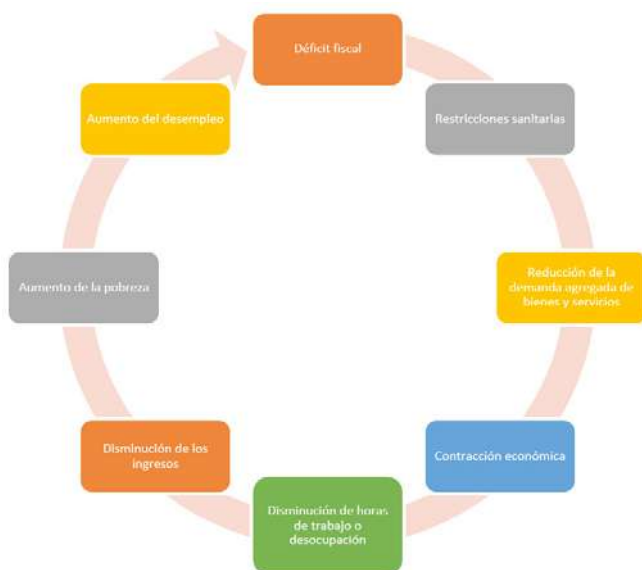 Déficit fiscal
Restricciones sanitarias
Reducción de la
demanda agregada de
bienes y servicios
Contracción económica
Disminución de horas
de trabajo o
desocupación
Disminución de los
ingresos
Aumento de la pobreza
Aumento del desempleo